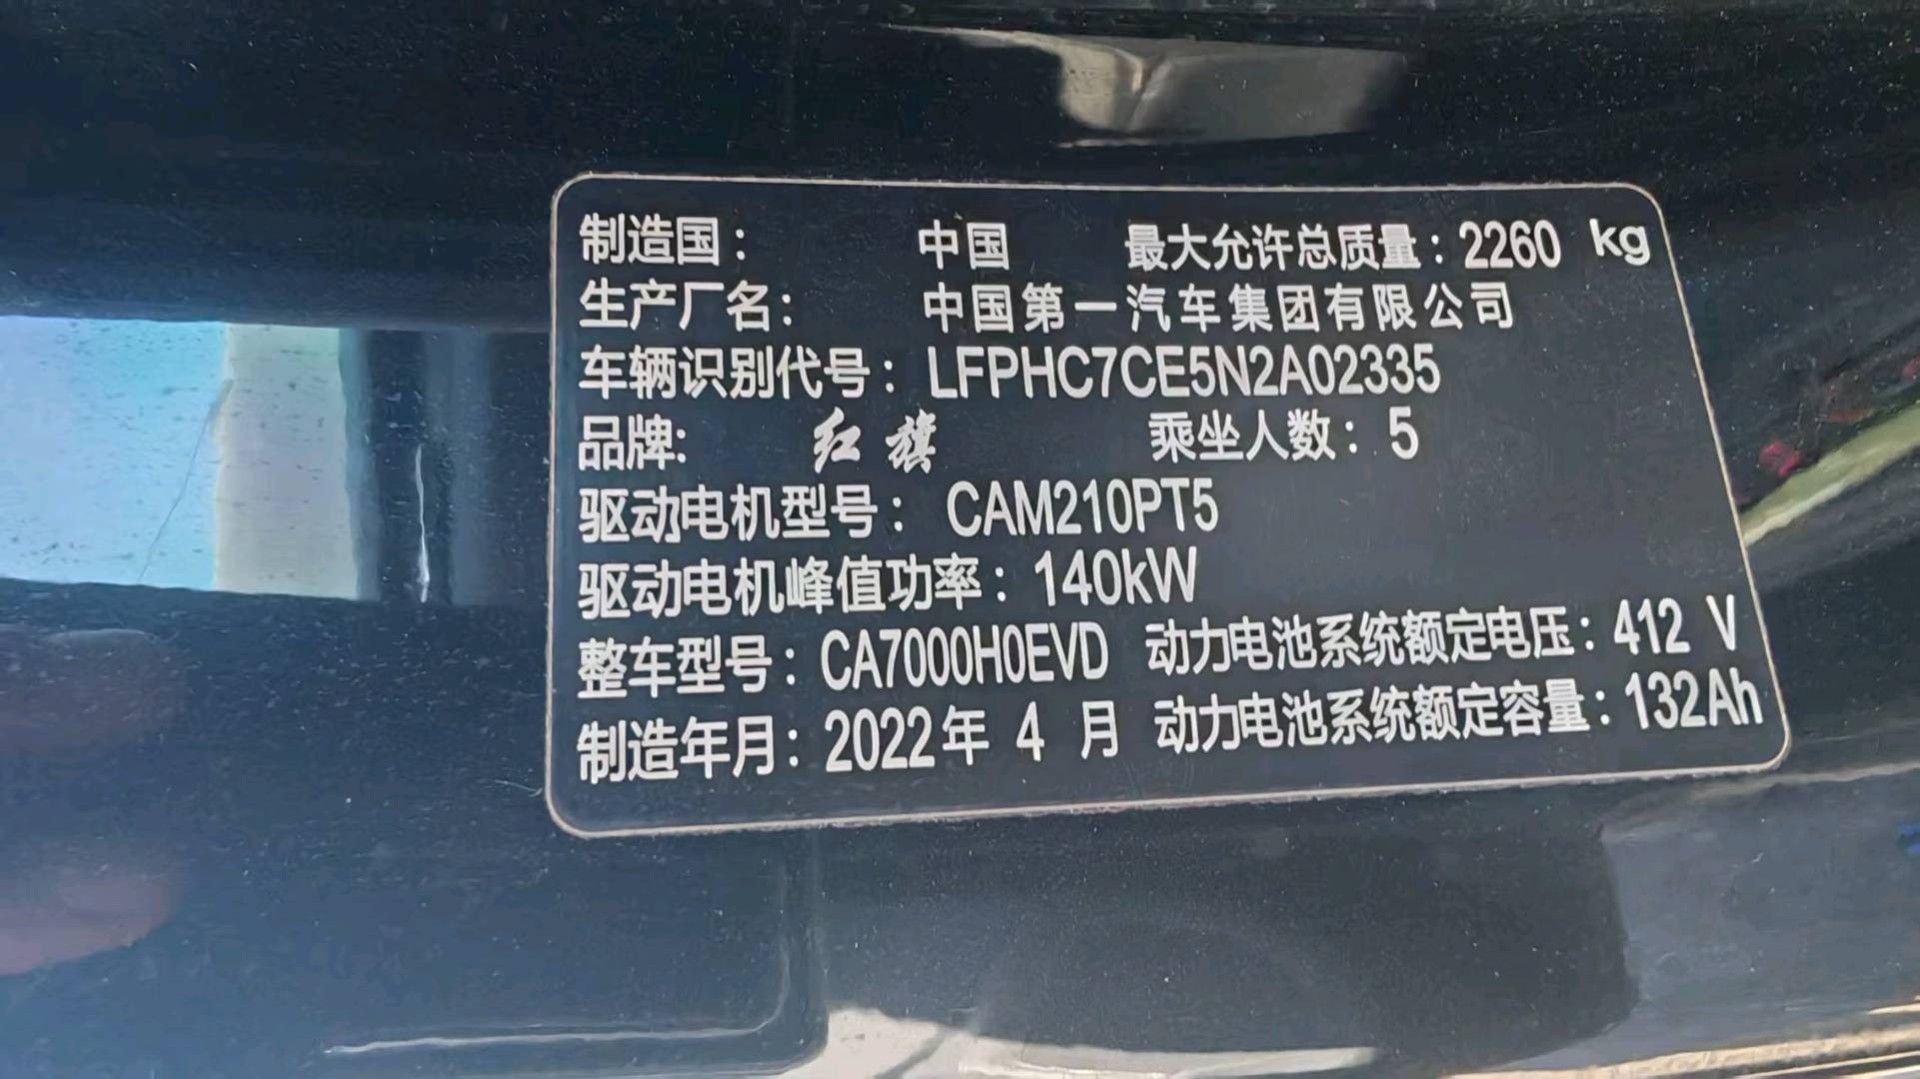 制造国： 中国 最大允许总质量：2260 kg
生产厂名： 中国第一汽车集团有限公司
车辆识别代号：LFPHC7CE5N2A02335
品牌: 红旗 乘坐人数：5
驱动电机型号：CAM210PT5
驱动电机峰值功率：140kW
整车型号：CA7000H0EVD 动力电池系统额定电压：412 V
制造年月：2022年 4 月 动力电池系统额定容量：132Ah